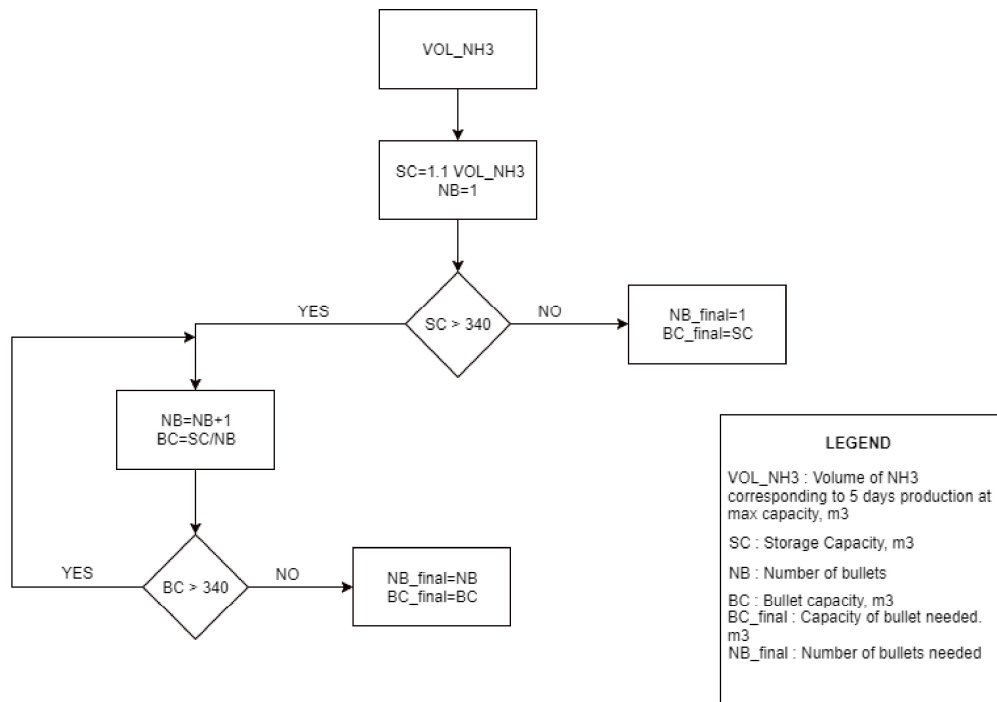 VOL_NH3
SC=1.1 VOL_NH3
NB=1
SC > 340
YES
NO
NB_final=1
BC_final=SC
NB=NB+1
BC=SC/NB
BC > 340
YES
NO
NB_final=NB
BC_final=BC
LEGEND
VOL_NH3 : Volume of NH3
corresponding to 5 days production at
max capacity, m3
SC : Storage Capacity, m3
NB : Number of bullets
BC : Bullet capacity, m3
BC_final : Capacity of bullet needed.
m3
NB_final : Number of bullets needed